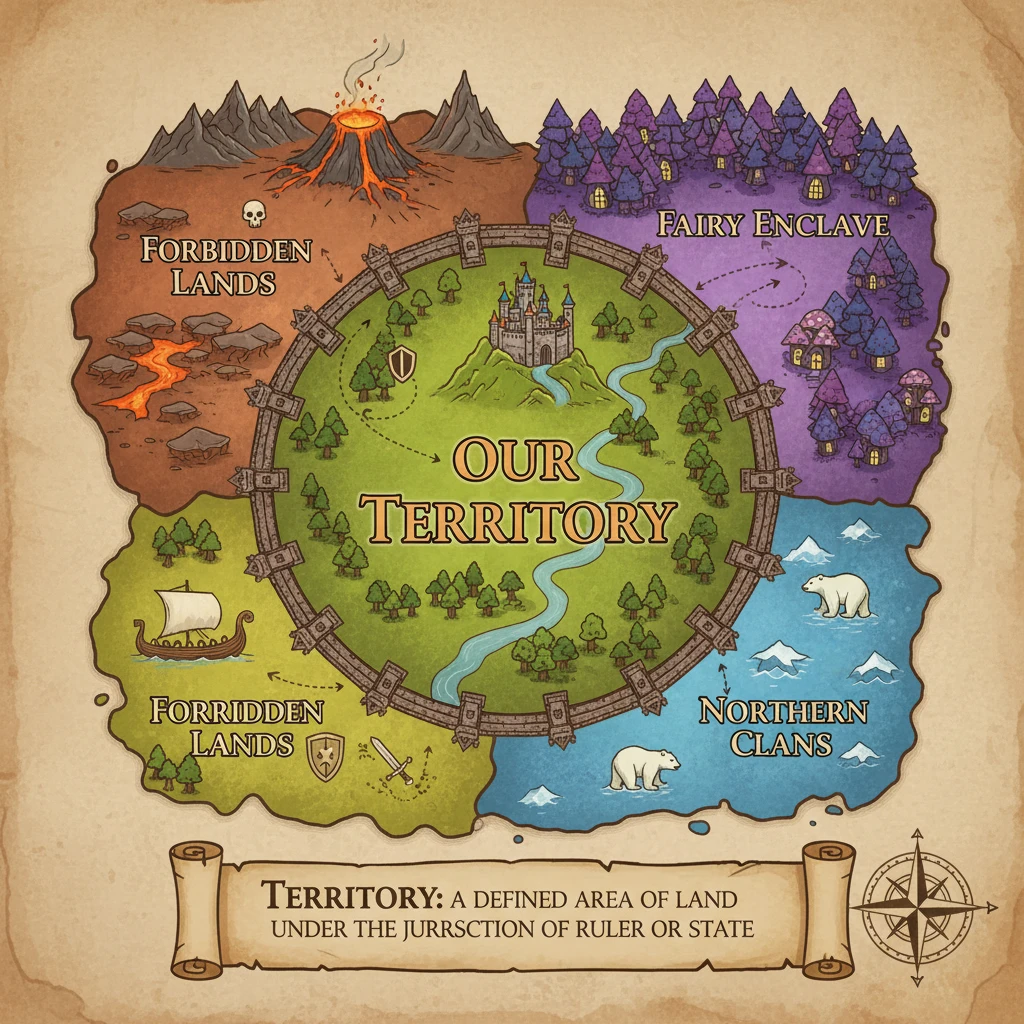 FORBIDDEN
LANDS
FAIRY ENCLAVE
OUR
TERRITORY
FORRIDDEN
LANDS
NORTHERN
CLANS
TERRITORY: A DEFINED AREA OF LAND
UNDER THE JURRSCTION OF RULER OR STATE